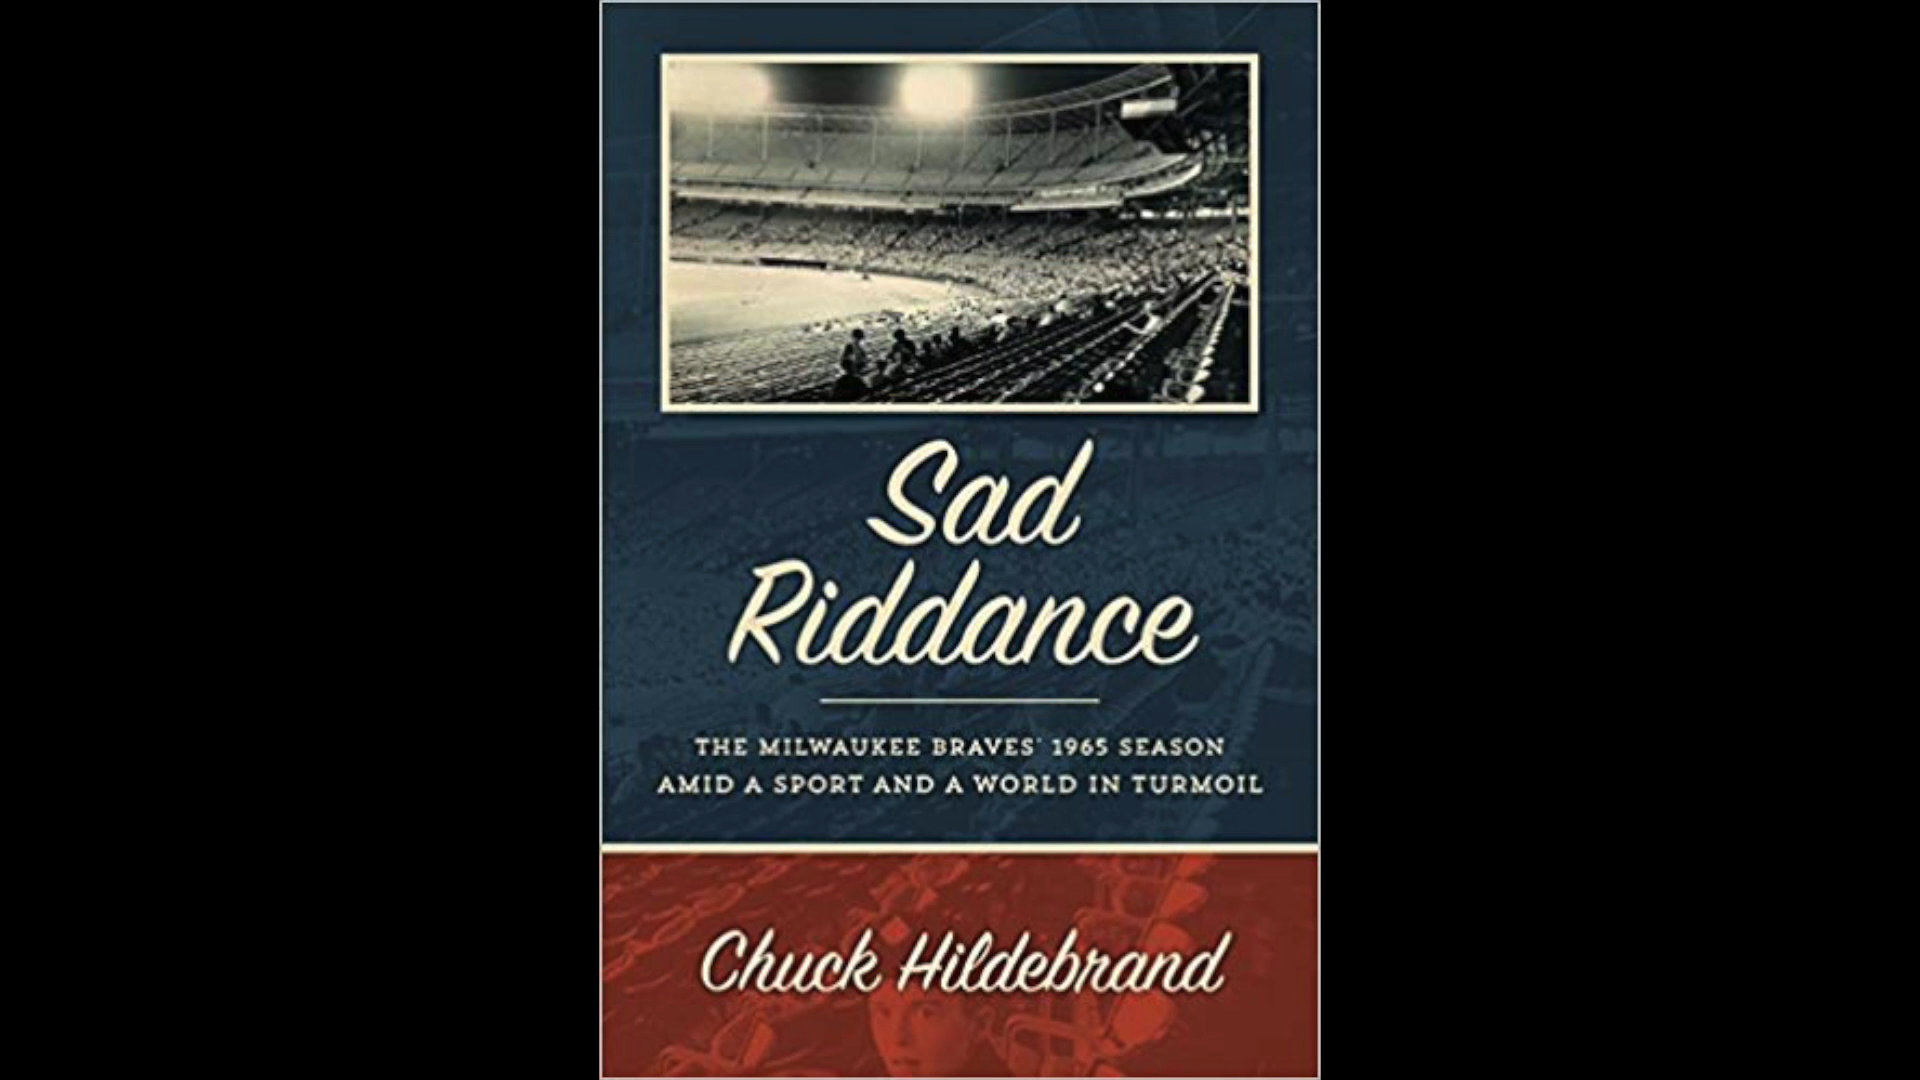 Sad
Riddance
THE MILWAUKEE BRAVES' 1965 SEASON
AMID A SPORT AND A WORLD IN TURMOIL
Chuck Hildebrand